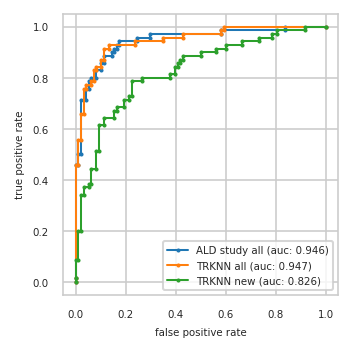 1.0
0.8
0.6
0.4
0.2
0.0
true positive rate
ALD study all (auc: 0.946)
TRKNN all (auc: 0.947)
TRKNN new (auc: 0.826)
0.0 0.2 0.4 0.6 0.8 1.0
false positive rate